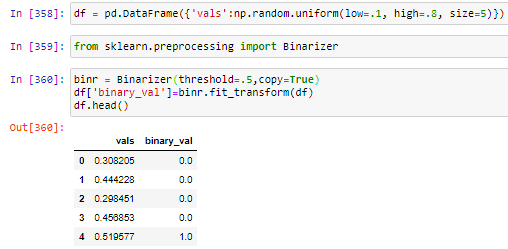 In [358]: df = pd.DataFrame({'vals':np.random.uniform(low=.1, high=.8, size=5)})
In [359]: from sklearn.preprocessing import Binarizer
In [360]: binr = Binarizer(threshold=.5,copy=True)
df['binary_val']=binr.fit_transform(df)
df.head()
Out[360]:
vals binary_val
0 0.308205 0.0
1 0.444228 0.0
2 0.298451 0.0
3 0.456853 0.0
4 0.519577 1.0